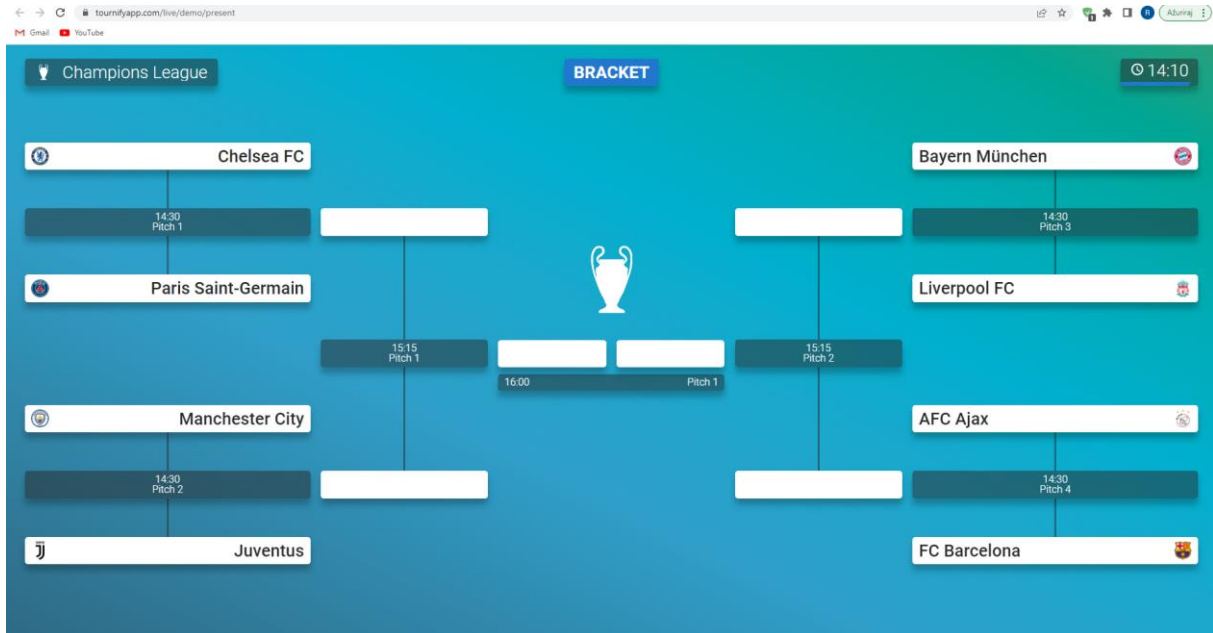 tournifyapp.com/live/demo/present
Ažuriraj
Gmail YouTube
Champions League
BRACKET
14:10
Chelsea FC
14:30
Pitch 1
Paris Saint-Germain
15:15
Pitch 1
Manchester City
14:30
Pitch 2
Juventus
16:00 Pitch 1
Bayern München
14:30
Pitch 3
Liverpool FC
15:15
Pitch 2
AFC Ajax
14:30
Pitch 4
FC Barcelona